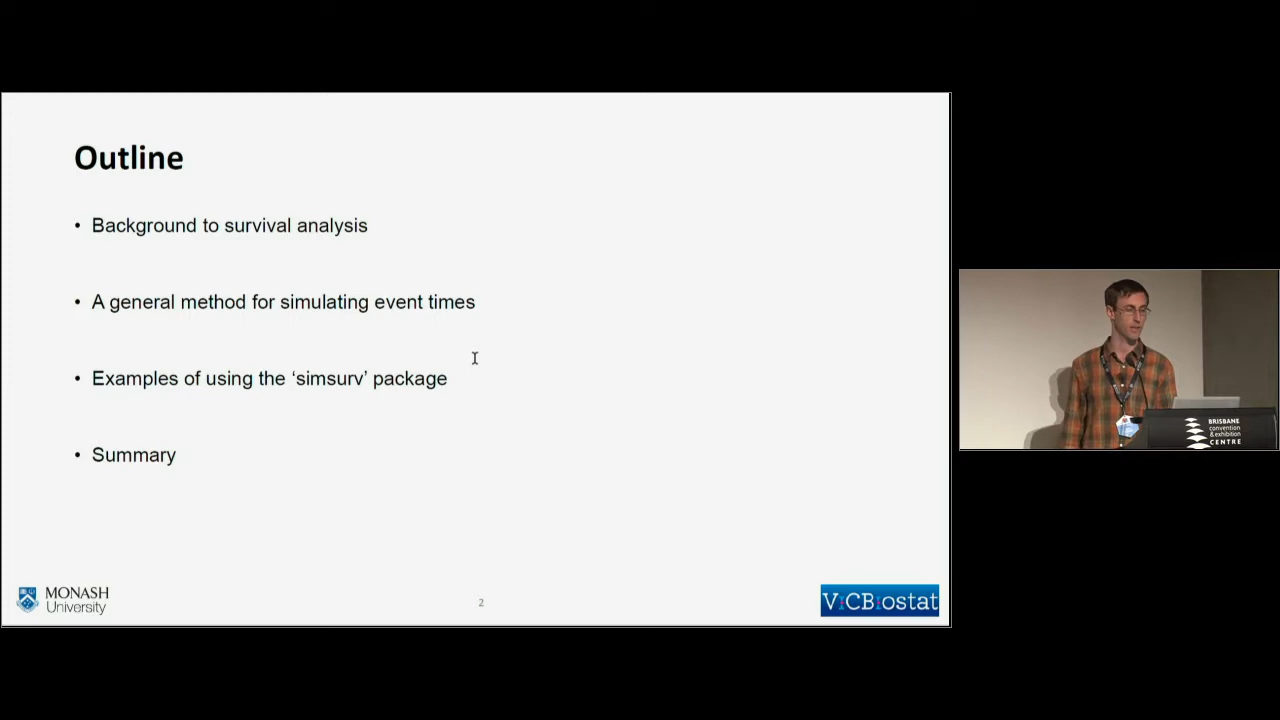 Outline
• Background to survival analysis
• A general method for simulating event times
• Examples of using the ‘simsurv’ package
• Summary
MONASH
University
2
ViCBiostat
BRISBANE
convention
& exhibition
CENTRE